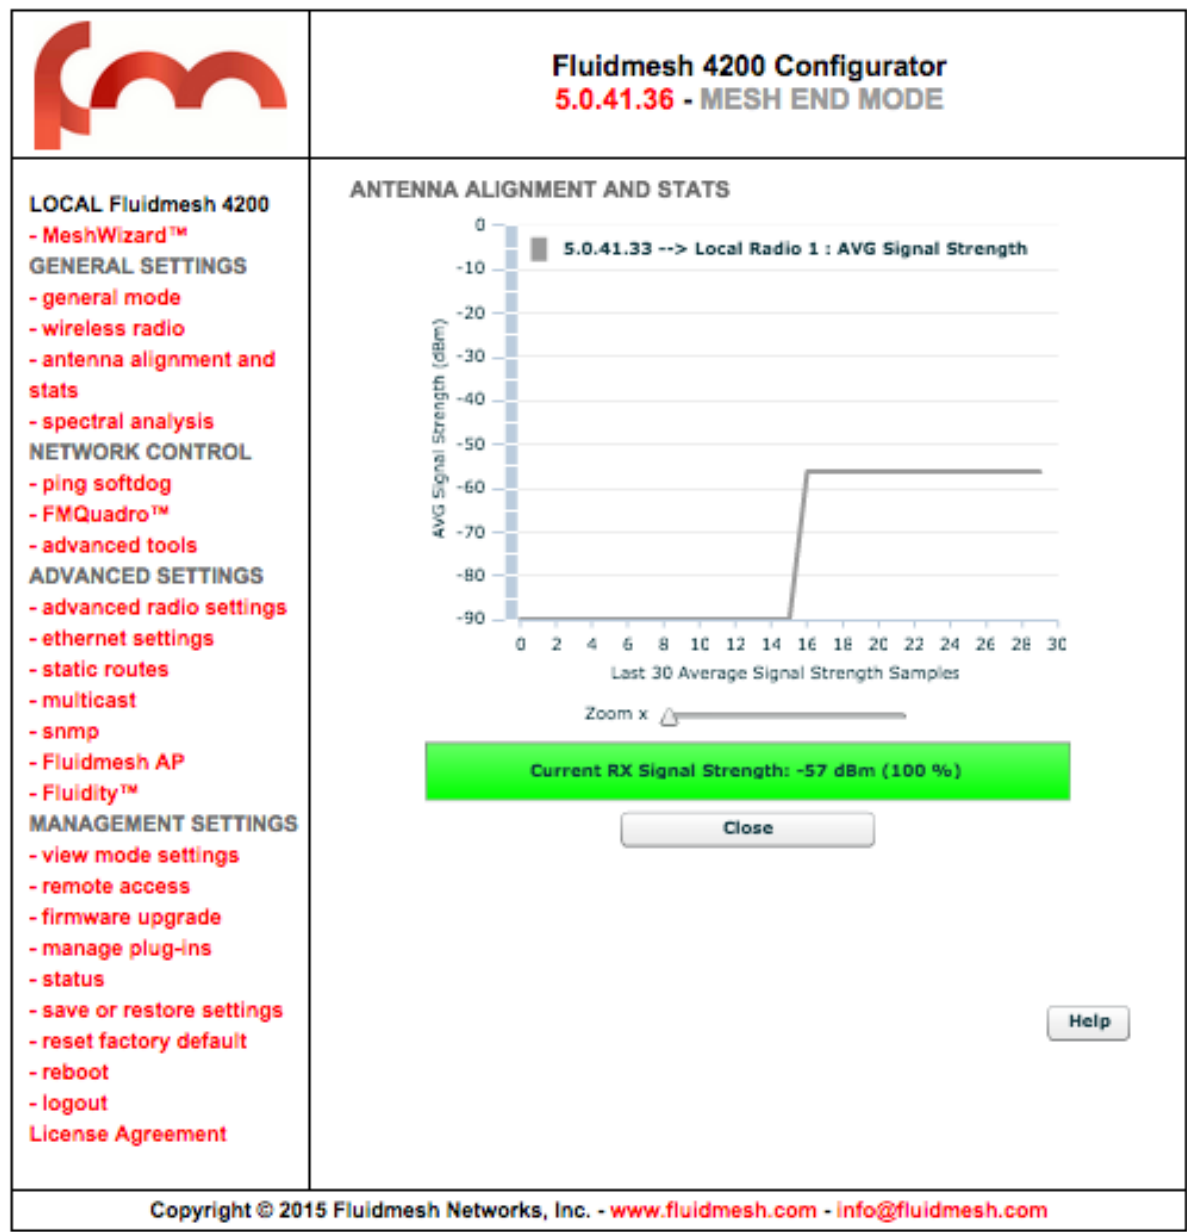 fm
Fluidmesh 4200 Configurator
5.0.41.36 - MESH END MODE
LOCAL Fluidmesh 4200
- MeshWizard™
GENERAL SETTINGS
- general mode
- wireless radio
- antenna alignment and
stats
- spectral analysis
NETWORK CONTROL
- ping softdog
- FMQuadro™
- advanced tools
ADVANCED SETTINGS
- advanced radio settings
- ethernet settings
- static routes
- multicast
- snmp
- Fluidmesh AP
- Fluidity™
MANAGEMENT SETTINGS
- view mode settings
- remote access
- firmware upgrade
- manage plug-ins
- status
- save or restore settings
- reset factory default
- reboot
- logout
License Agreement
ANTENNA ALIGNMENT AND STATS
5.0.41.33 --> Local Radio 1 : AVG Signal Strength
AVG Signal Strength (dBm)
0
-10
-20
-30
-40
-50
-60
-70
-80
-90
0 2 4 6 8 10 12 14 16 18 20 22 24 26 28 30
Last 30 Average Signal Strength Samples
Zoom x
Current RX Signal Strength: -57 dBm (100 %)
Close
Help
Copyright © 2015 Fluidmesh Networks, Inc. - www.fluidmesh.com - info@fluidmesh.com